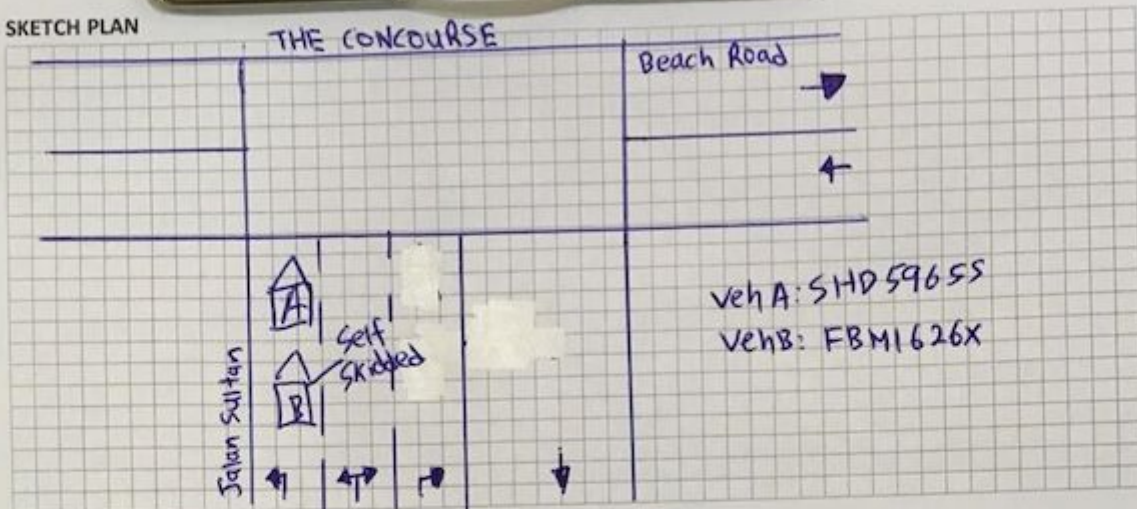 SKETCH PLAN
THE CONCOURSE
Beach Road
A
Self
Skidded
B
Jalan Sultan
Veh A: SHD5965S
Veh B: FBM1626X